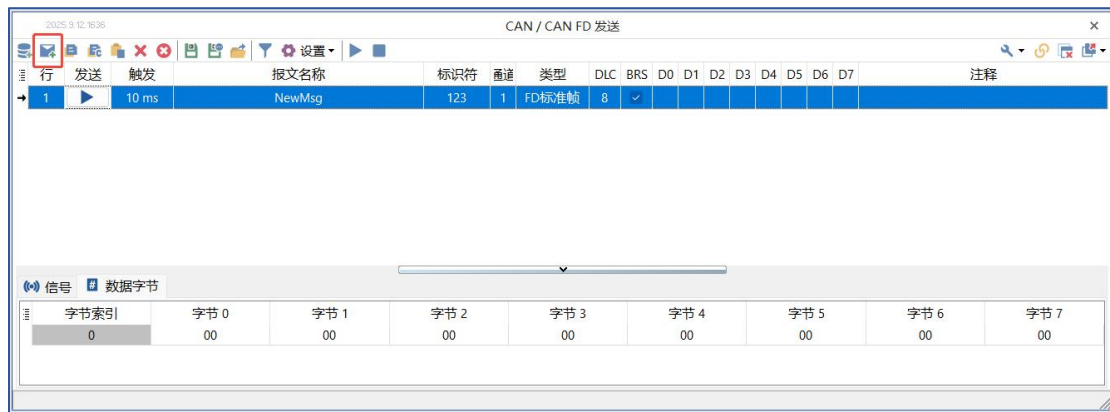 2025.9.12.1636 CAN / CAN FD 发送
设置
行 发送 触发 报文名称 标识符 通道 类型 DLC BRS D0 D1 D2 D3 D4 D5 D6 D7 注释
1 10 ms NewMsg 123 1 FD标准帧 8
信号 数据字节
字节索引 字节 0 字节 1 字节 2 字节 3 字节 4 字节 5 字节 6 字节 7
0 00 00 00 00 00 00 00 00